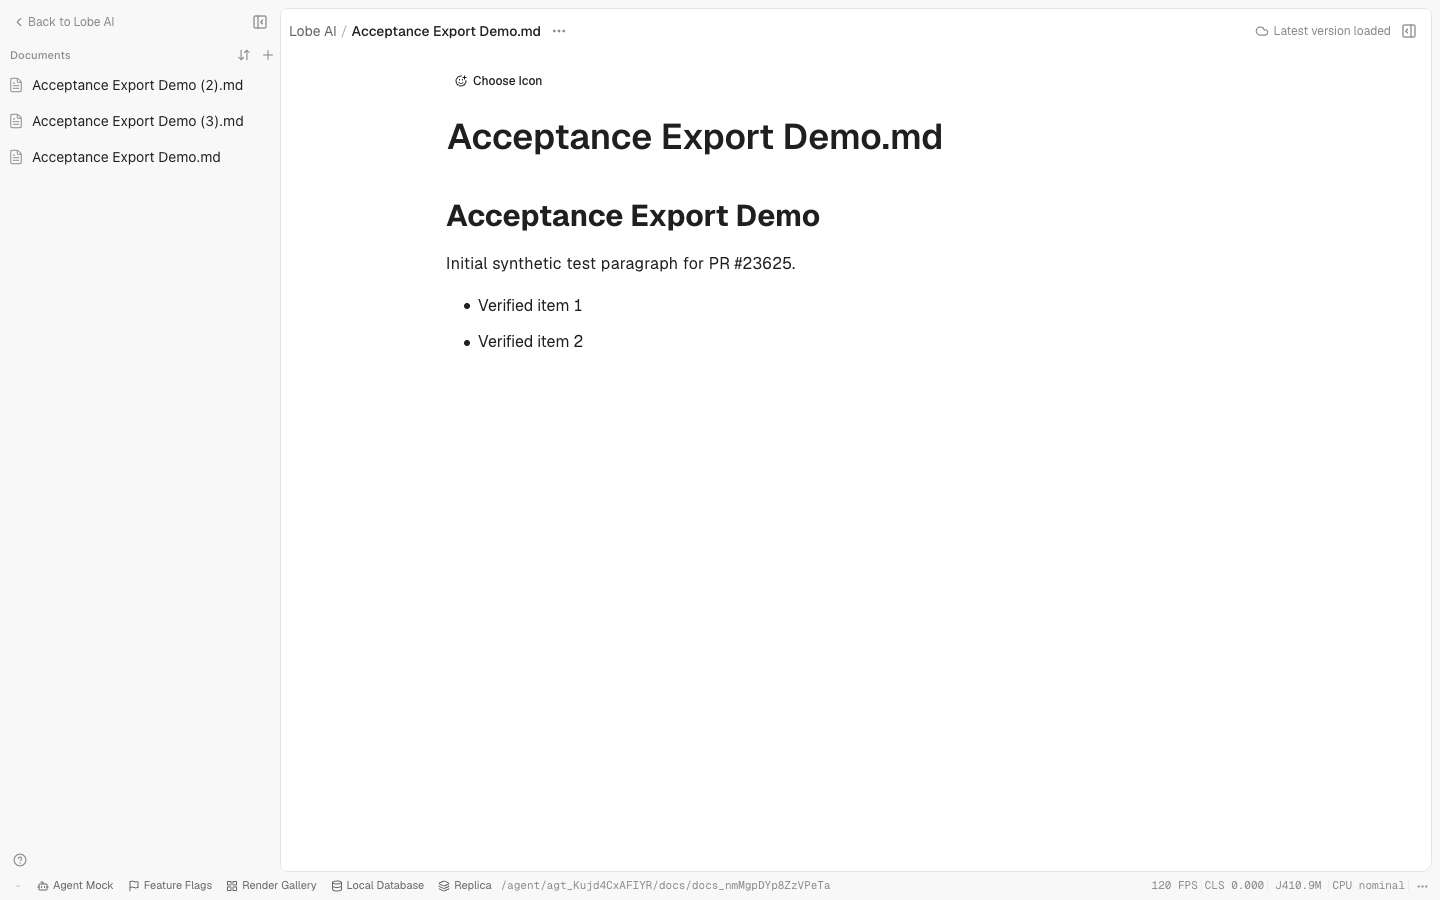 Back to Lobe AI
Documents
Acceptance Export Demo (2).md
Acceptance Export Demo (3).md
Acceptance Export Demo.md
Lobe AI / Acceptance Export Demo.md
Latest version loaded
Choose Icon
Acceptance Export Demo.md
Acceptance Export Demo
Initial synthetic test paragraph for PR #23625.
• Verified item 1
• Verified item 2
Agent Mock Feature Flags Render Gallery Local Database Replica /agent/agt_Kujd4CxAFIYR/docs/docs_nmMgpDYp8ZzVPeTa 120 FPS CLS 0.000 J410.9M CPU nominal